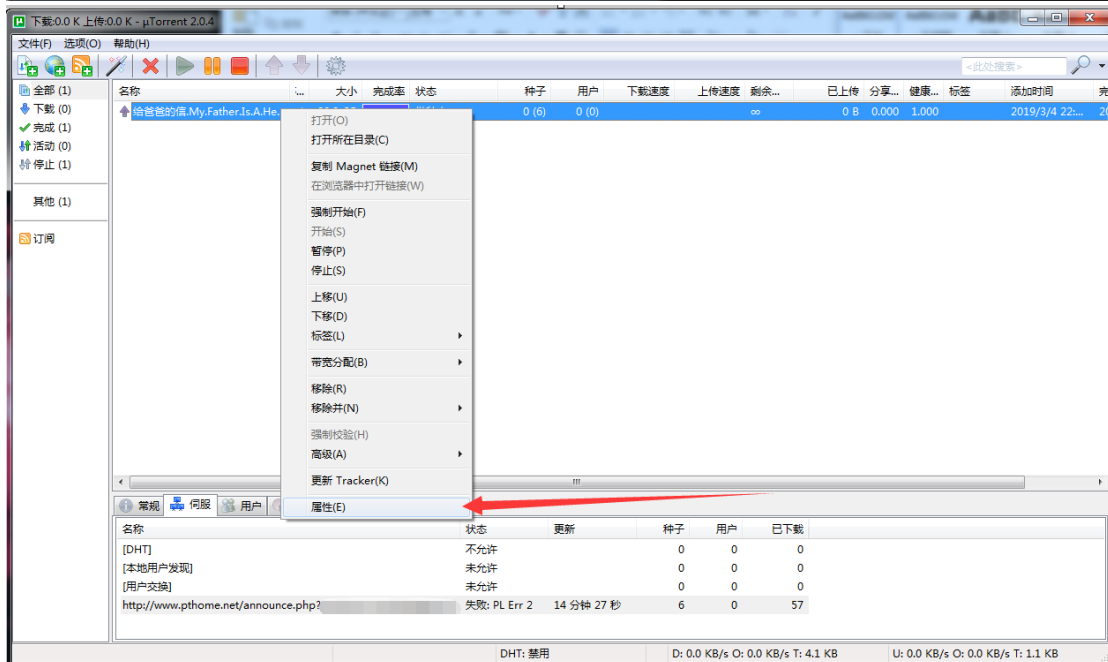 下载:0.0 K 上传:0.0 K - µTorrent 2.0.4
文件(F) 选项(O) 帮助(H)
<此处搜索>
全部 (1)
下载 (0)
完成 (1)
活动 (0)
停止 (1)
其他 (1)
订阅
名称 :... 大小 完成率 状态 种子 用户 下载速度 上传速度 剩余... 已上传 分享... 健康... 标签 添加时间 完
给爸爸的信.My.Father.Is.A.He. 0 (6) 0 (0) ∞ 0 B 0.000 1.000 2019/3/4 22:... 20
打开(O)
打开所在目录(C)
复制 Magnet 链接(M)
在浏览器中打开链接(W)
强制开始(F)
开始(S)
暂停(P)
停止(S)
上移(U)
下移(D)
标签(L)
带宽分配(B)
移除(R)
移除并(N)
强制校验(H)
高级(A)
更新 Tracker(K)
属性(E)
常规 伺服 用户
名称 状态 更新 种子 用户 已下载
[DHT] 不允许 0 0 0
[本地用户发现] 未允许 0 0 0
[用户交换] 未允许 0 0 0
http://www.pthome.net/announce.php? 失败: PL Err 2 14 分钟 27 秒 6 0 57
DHT: 禁用 D: 0.0 KB/s O: 0.0 KB/s T: 4.1 KB U: 0.0 KB/s O: 0.0 KB/s T: 1.1 KB